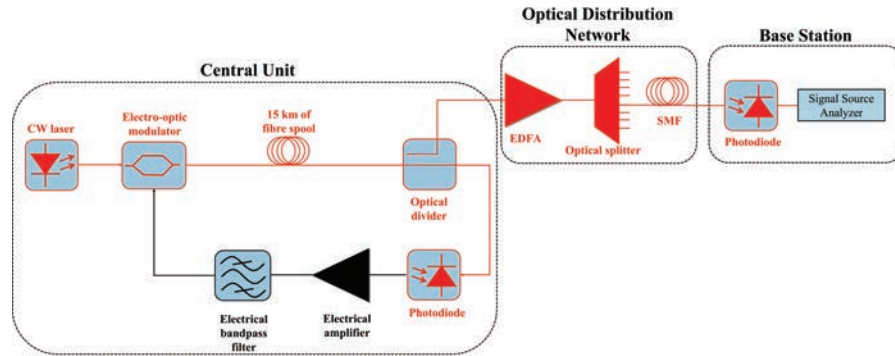 Optical Distribution
Network
Base Station
Central Unit
CW laser
Electro-optic
modulator
15 km of
fibre spool
Optical
divider
EDFA
Optical splitter
SMF
Photodiode
Signal Source
Analyzer
Electrical
bandpass
filter
Electrical
amplifier
Photodiode